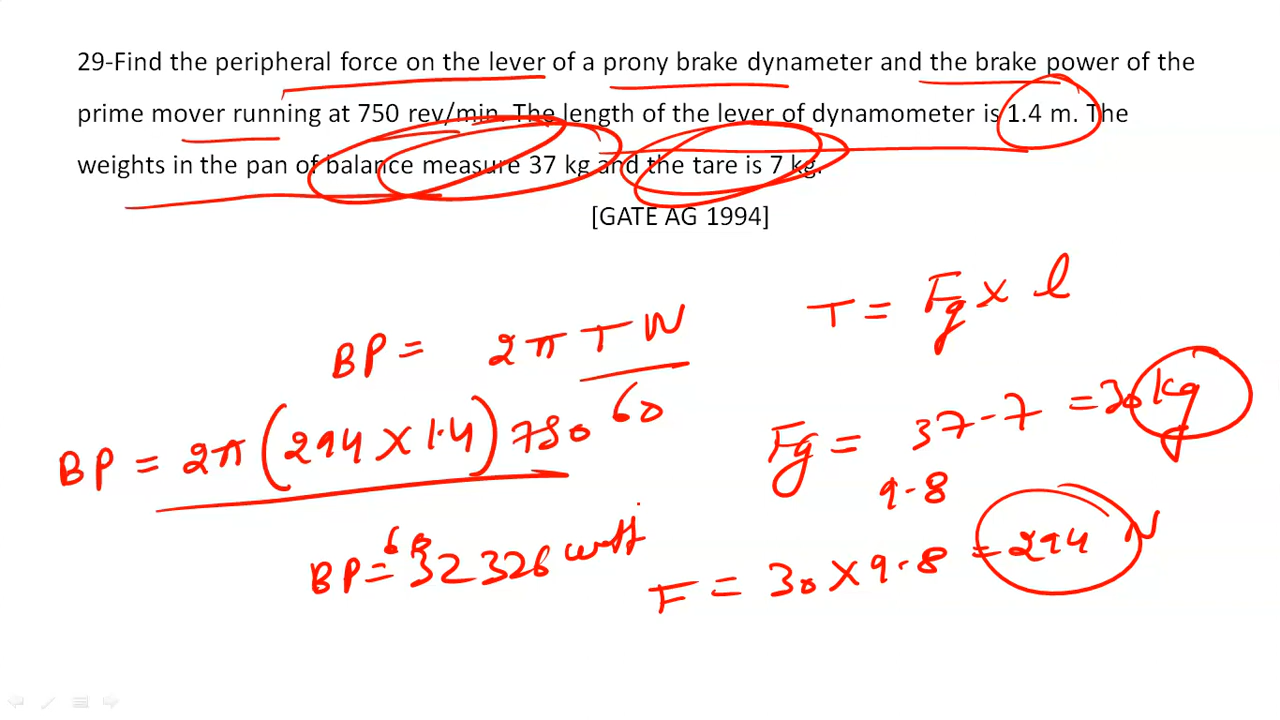 29-Find the peripheral force on the lever of a prony brake dynameter and the brake power of the
prime mover running at 750 rev/min. The length of the lever of dynamometer is 1.4 m. The
weights in the pan of balance measure 37 kg and the tare is 7 kg.
[GATE AG 1994]
T = Fg × l
BP = 2π T N
60
Fg = 37-7 = 30 kg
BP = 2π (294 × 1.4) 750
60
9.8
F = 30 × 9.8 = 294 N
BP = 32326 watt